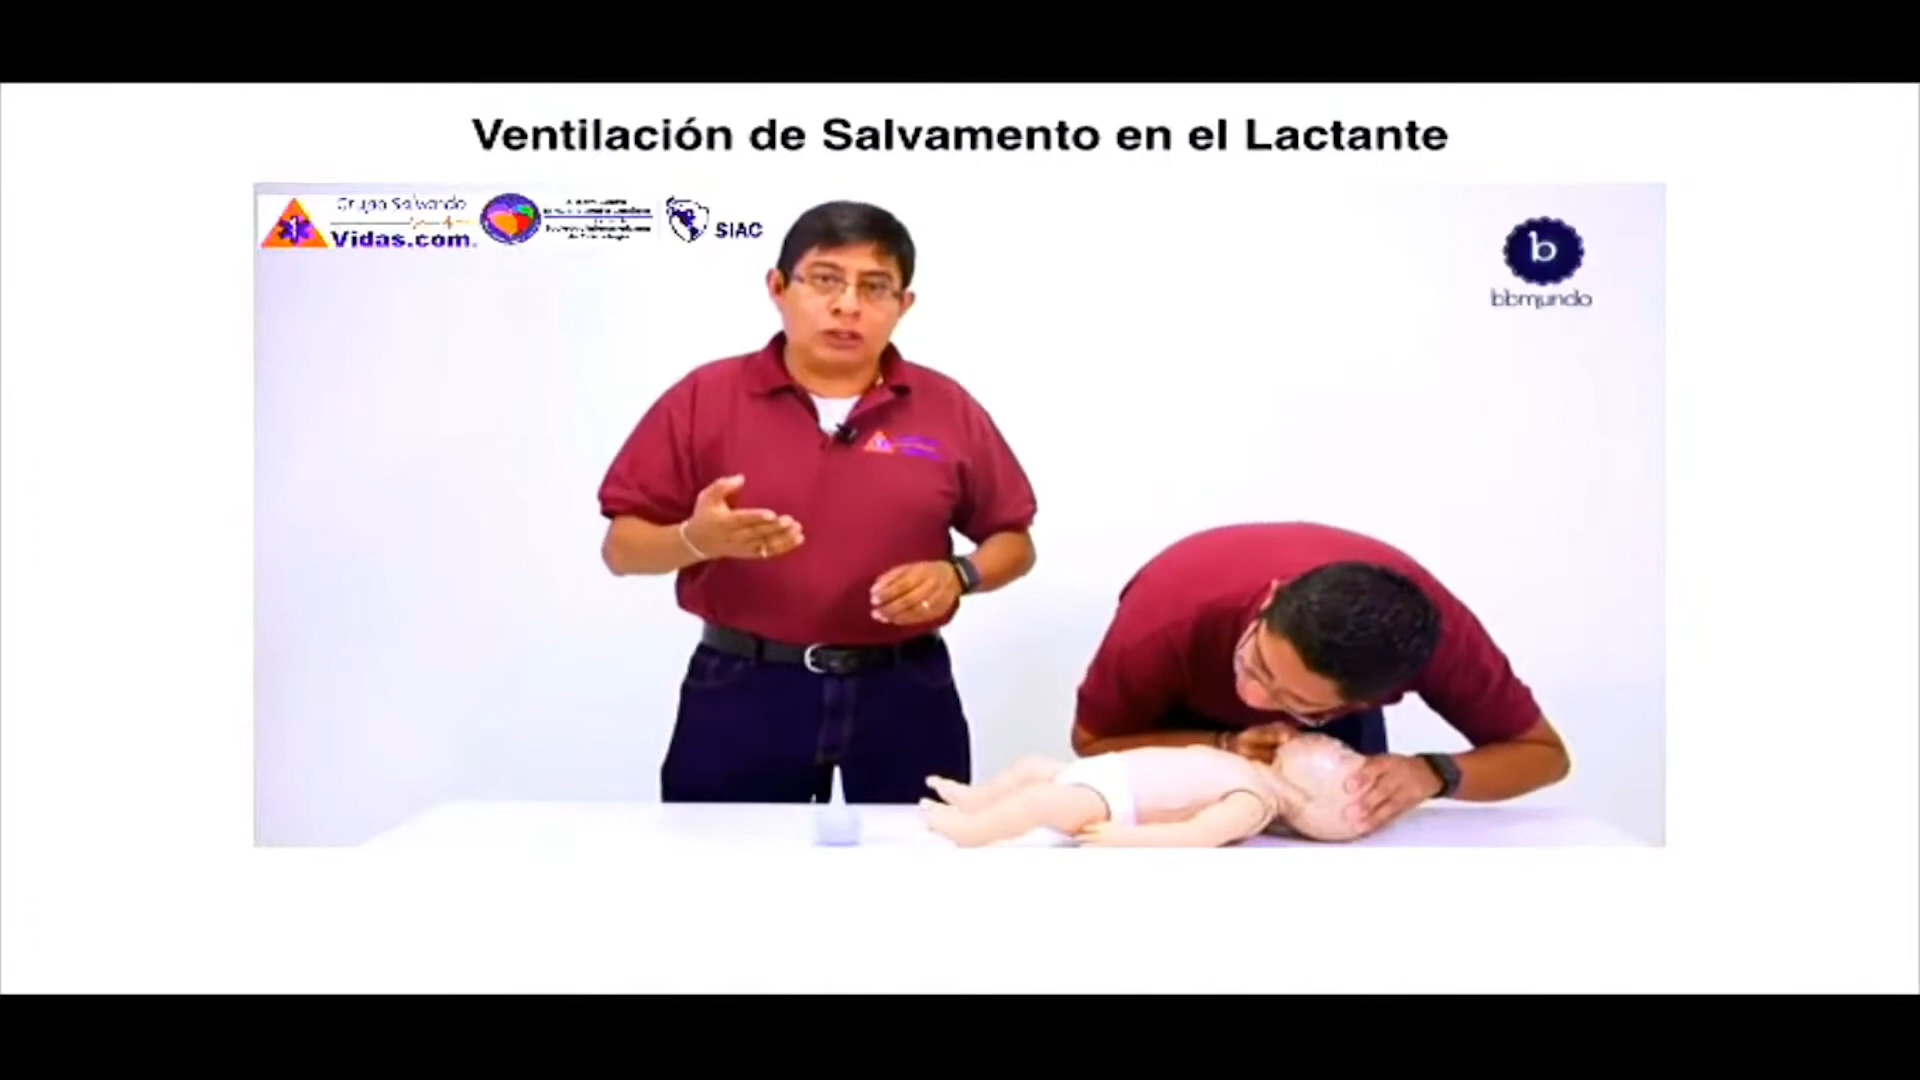 Ventilación de Salvamento en el Lactante
Grupo Salvando
Vidas.com.
SIAC
b
bbmundo